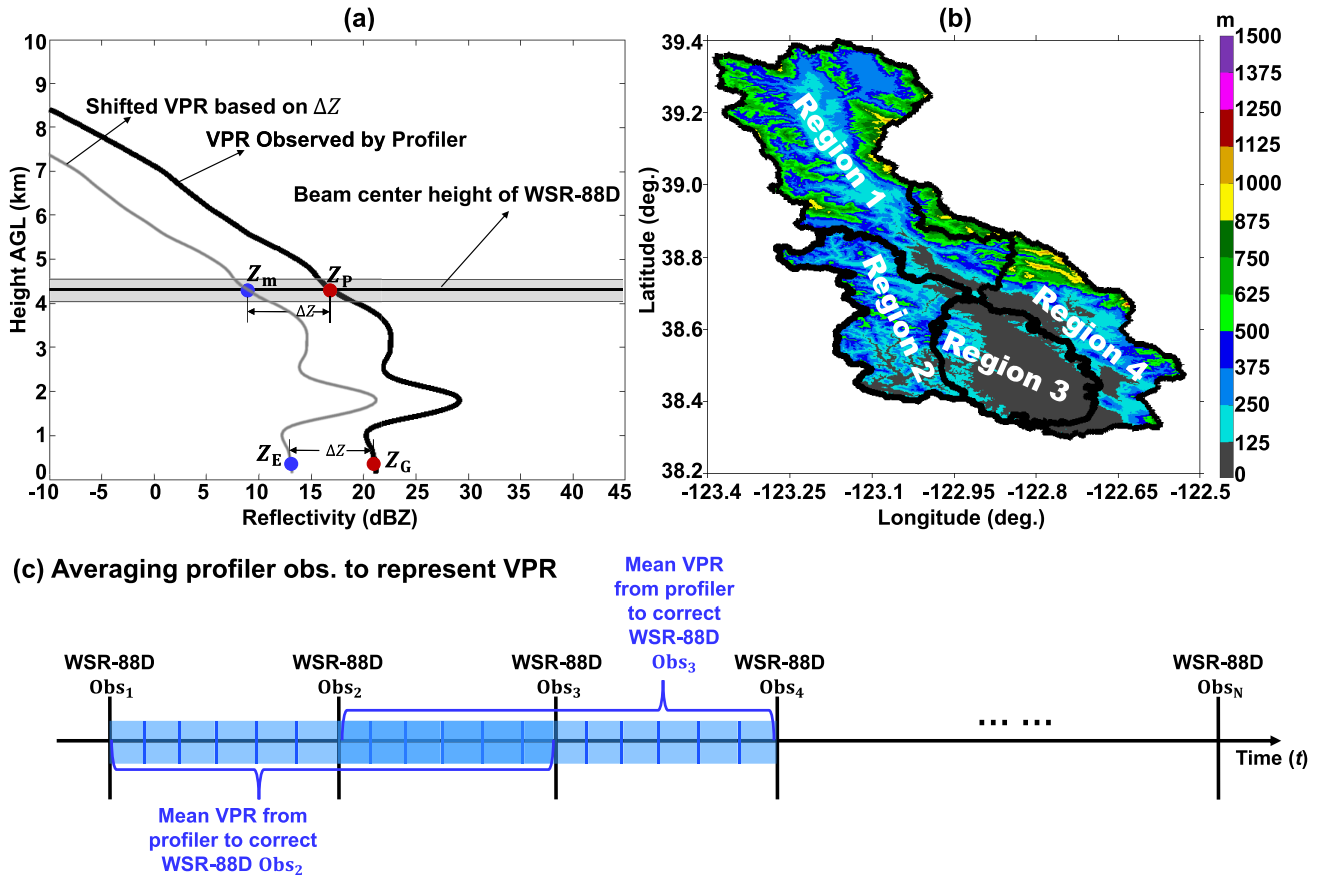 (a)
10
9
8
7
6
5
4
3
2
1
0
Height AGL (km)
Shifted VPR based on ΔZ
VPR Observed by Profiler
Beam center height of WSR-88D
Zm
ZP
ΔZ
ZE
ΔZ
ZG
-10 -5 0 5 10 15 20 25 30 35 40 45
Reflectivity (dBZ)
(b)
m
39.4
39.2
39.0
38.8
38.6
38.4
38.2
Latitude (deg.)
Region 1
Region 2
Region 3
Region 4
-123.4 -123.25 -123.1 -122.95 -122.8 -122.65 -122.5
Longitude (deg.)
1500
1375
1250
1125
1000
875
750
625
500
375
250
125
0
(c) Averaging profiler obs. to represent VPR
Mean VPR
from profiler
to correct
WSR-88D
Obs3
WSR-88D
Obs1
WSR-88D
Obs2
WSR-88D
Obs3
WSR-88D
Obs4
WSR-88D
ObsN
... ...
Time (t)
Mean VPR from
profiler to correct
WSR-88D Obs2